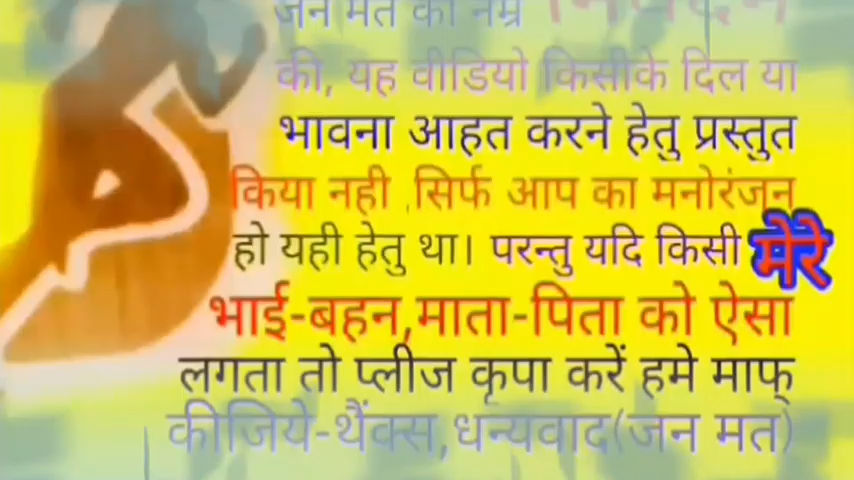 जन मत का नम्र निवेदन
की, यह वीडियो किसीके दिल या
भावना आहत करने हेतु प्रस्तुत
किया नही ,सिर्फ आप का मनोरंजन
हो यही हेतु था। परन्तु यदि किसी मेरे
भाई-बहन,माता-पिता को ऐसा
लगता तो प्लीज कृपा करें हमे माफ्
कीजिये-थैंक्स,धन्यवाद(जन मत)